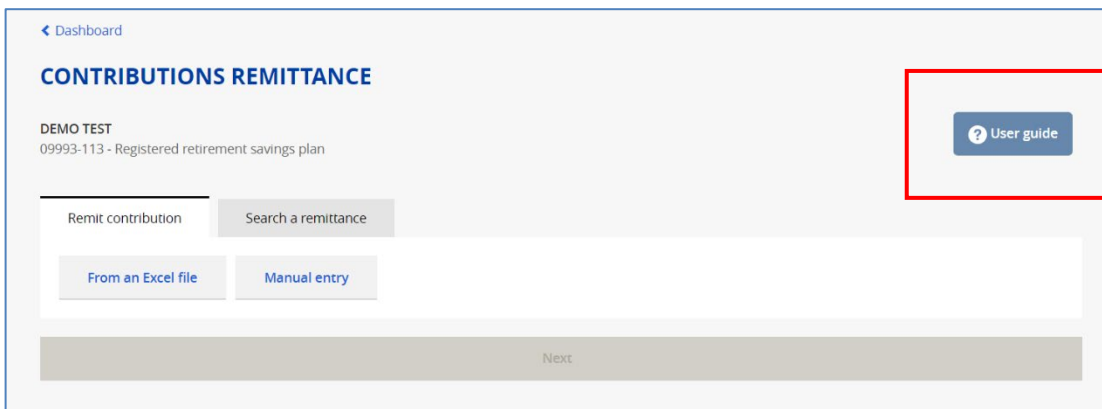 Dashboard
CONTRIBUTIONS REMITTANCE
DEMO TEST
09993-113 - Registered retirement savings plan
User guide
Remit contribution
Search a remittance
From an Excel file
Manual entry
Next